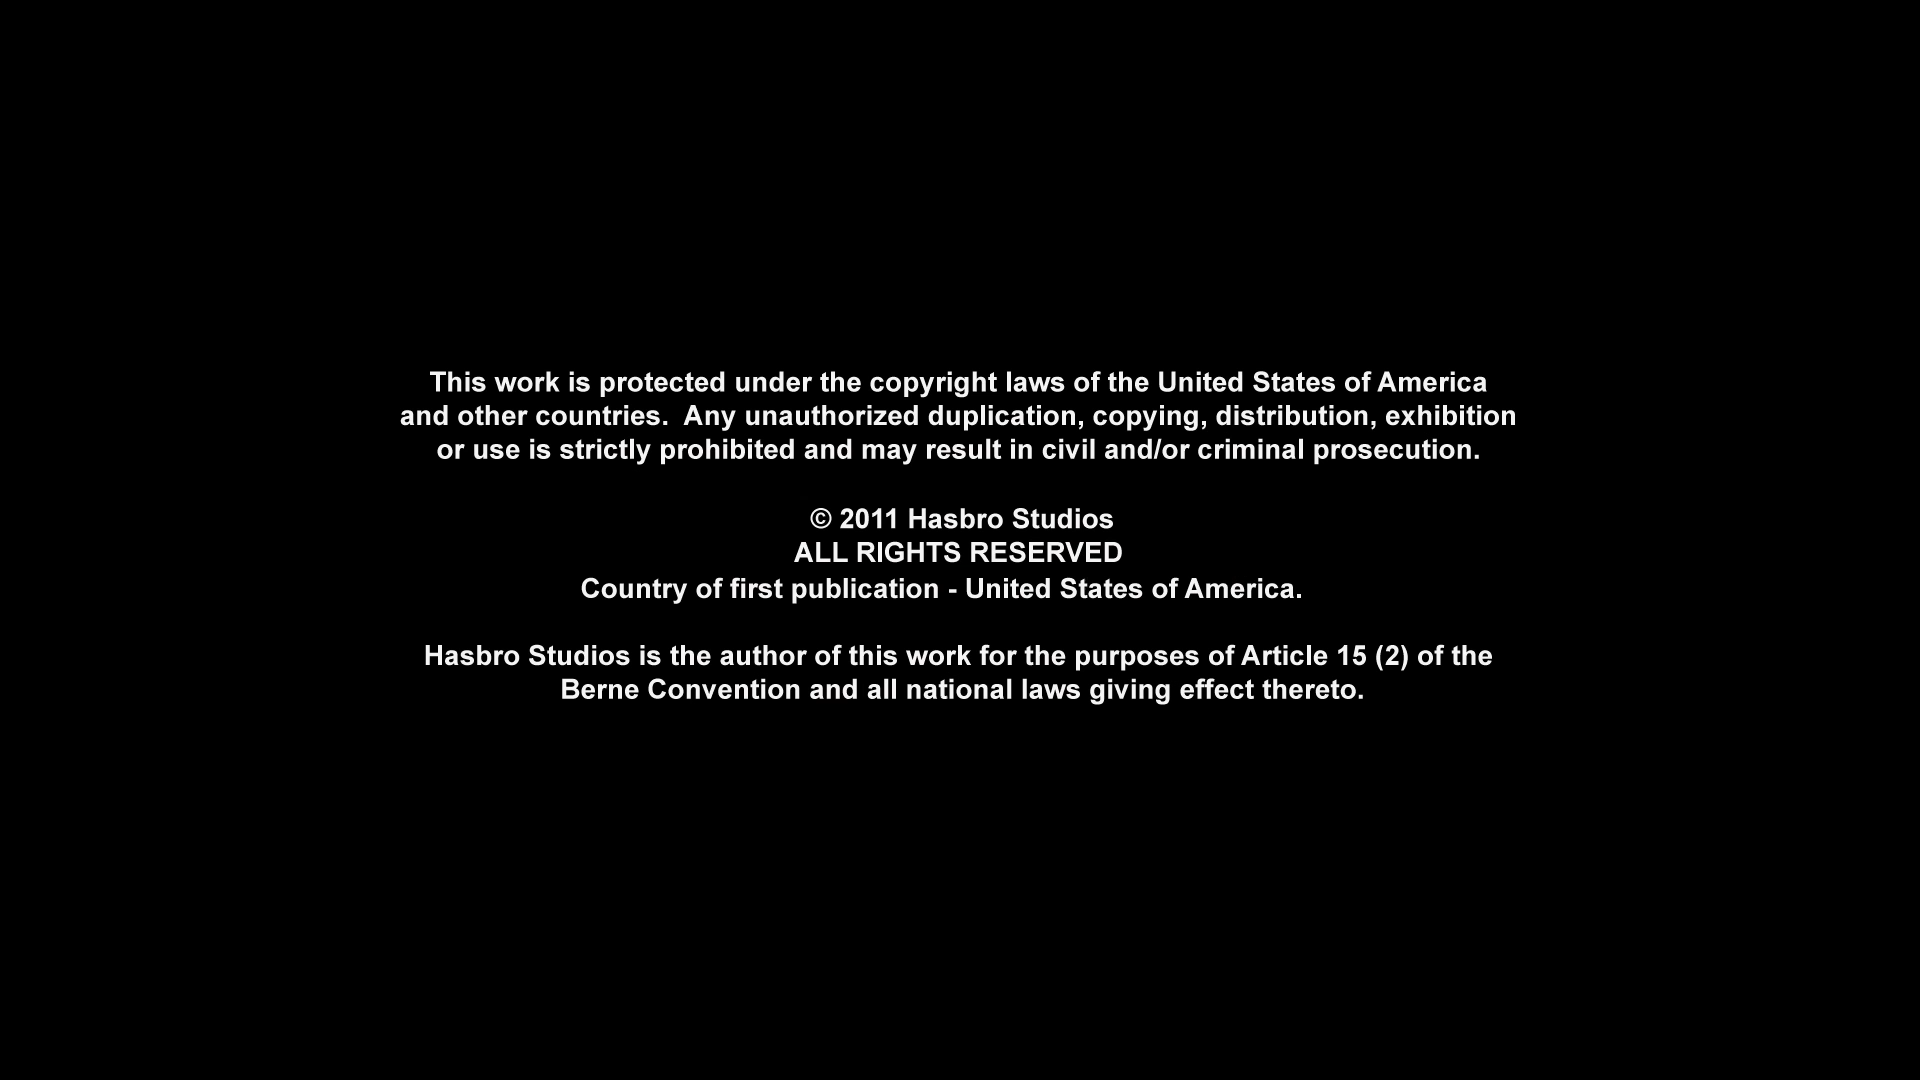 This work is protected under the copyright laws of the United States of America
and other countries.  Any unauthorized duplication, copying, distribution, exhibition
or use is strictly prohibited and may result in civil and/or criminal prosecution.
© 2011 Hasbro Studios
ALL RIGHTS RESERVED
Country of first publication - United States of America.
Hasbro Studios is the author of this work for the purposes of Article 15 (2) of the
Berne Convention and all national laws giving effect thereto.